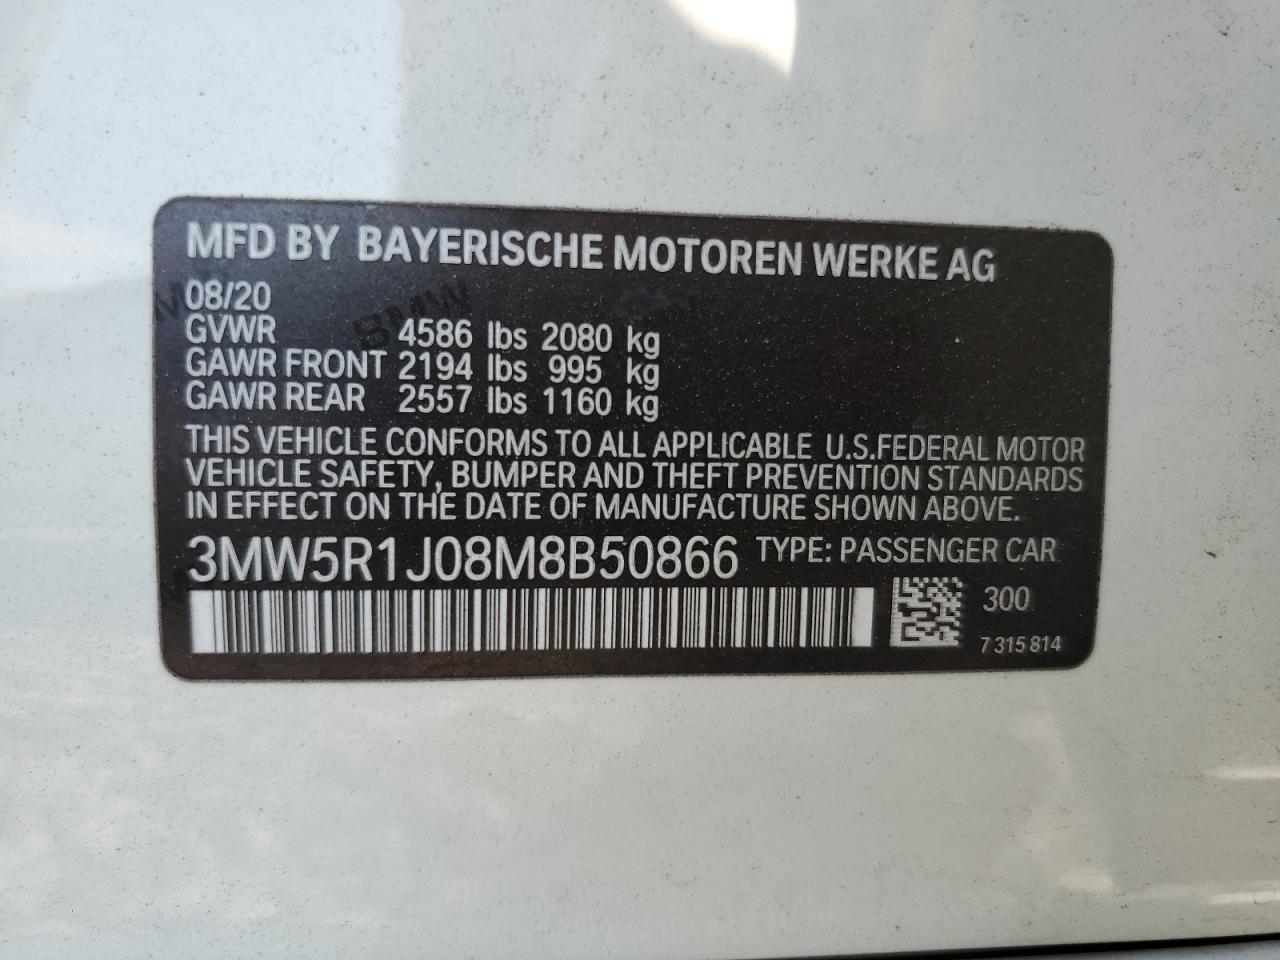 MFD BY BAYERISCHE MOTOREN WERKE AG
08/20
GVWR 4586 lbs 2080 kg
GAWR FRONT 2194 lbs 995 kg
GAWR REAR 2557 lbs 1160 kg
THIS VEHICLE CONFORMS TO ALL APPLICABLE U.S.FEDERAL MOTOR
VEHICLE SAFETY, BUMPER AND THEFT PREVENTION STANDARDS
IN EFFECT ON THE DATE OF MANUFACTURE SHOWN ABOVE.
3MW5R1J08M8B50866 TYPE: PASSENGER CAR
300
7 315 814
BMW